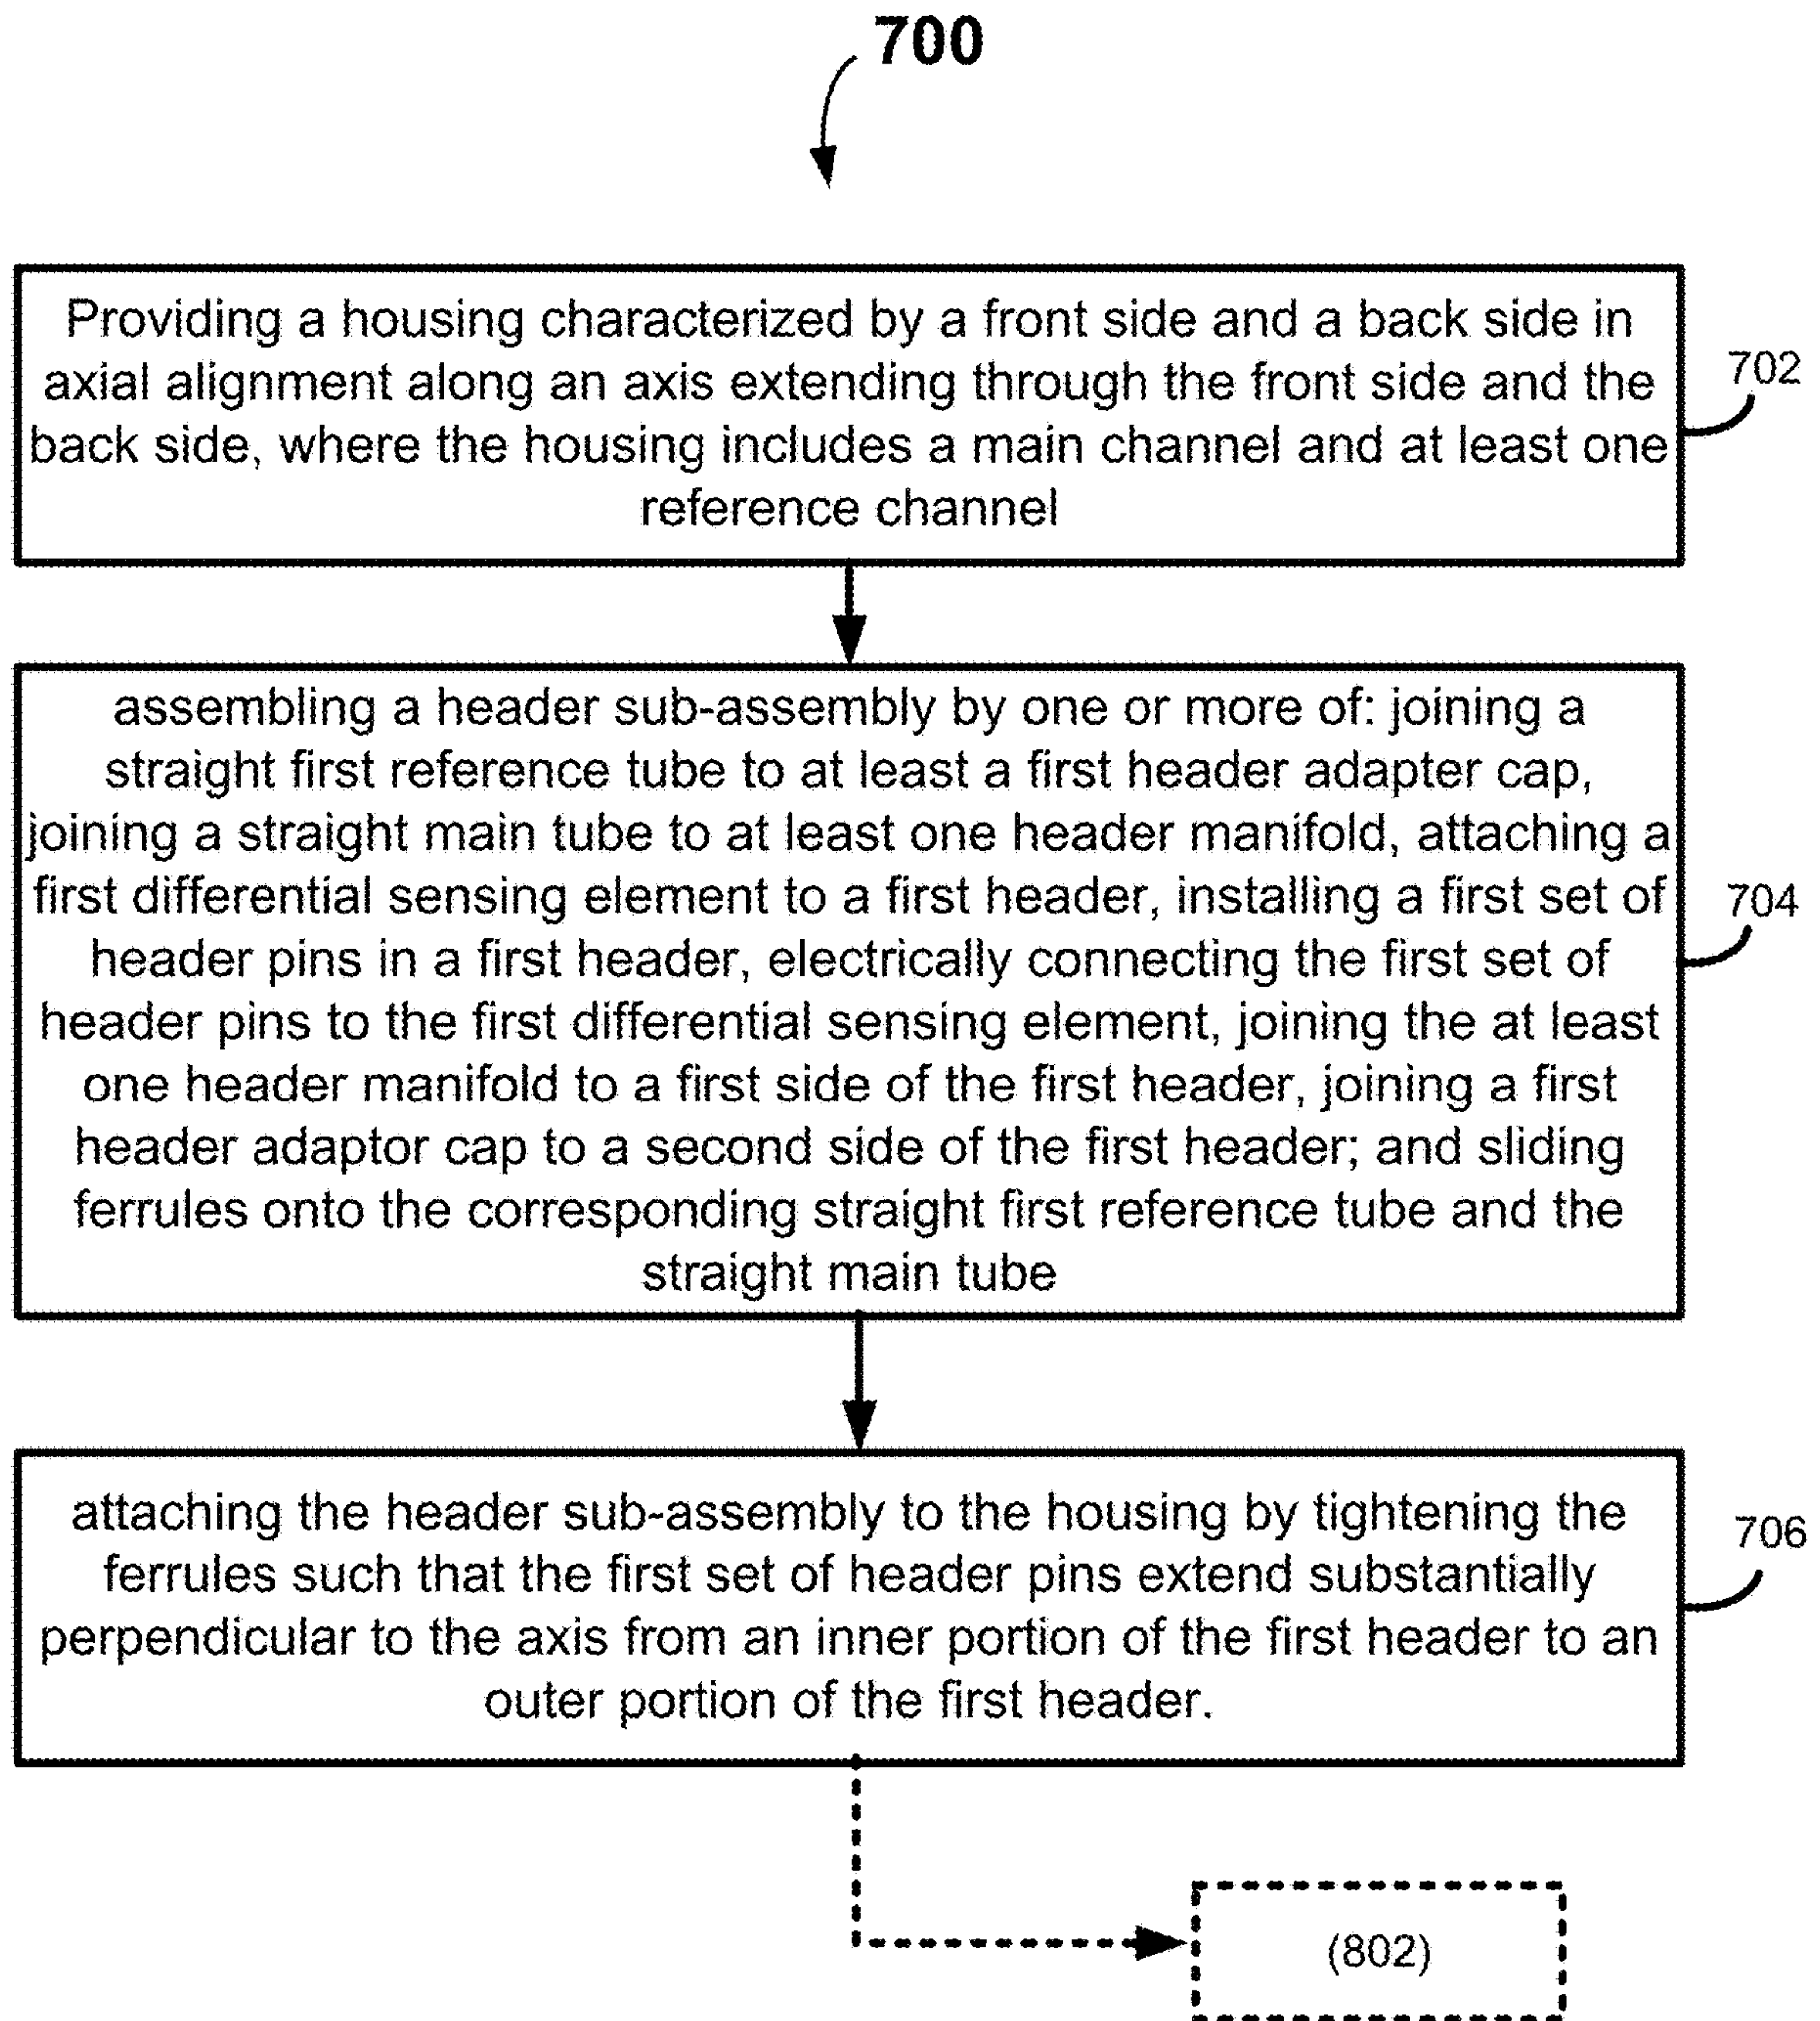 700
Providing a housing characterized by a front side and a back side in
axial alignment along an axis extending through the front side and the
back side, where the housing includes a main channel and at least one
reference channel
702
assembling a header sub-assembly by one or more of: joining a
straight first reference tube to at least a first header adapter cap,
joining a straight main tube to at least one header manifold, attaching a
first differential sensing element to a first header, installing a first set of
header pins in a first header, electrically connecting the first set of
header pins to the first differential sensing element, joining the at least
one header manifold to a first side of the first header, joining a first
header adaptor cap to a second side of the first header; and sliding
ferrules onto the corresponding straight first reference tube and the
straight main tube
704
attaching the header sub-assembly to the housing by tightening the
ferrules such that the first set of header pins extend substantially
perpendicular to the axis from an inner portion of the first header to an
outer portion of the first header.
706
(802)